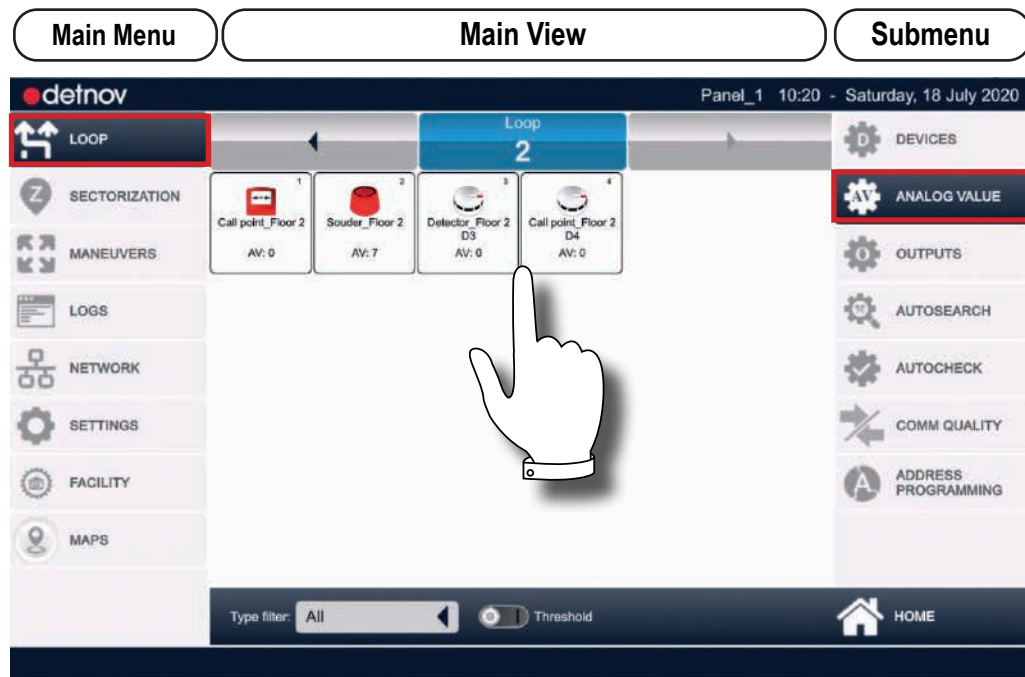 Main Menu
Main View
Submenu
detnov
Panel_1 10:20 - Saturday, 18 July 2020
LOOP
Loop
2
DEVICES
SECTORIZATION
1
Call point_Floor 2
AV: 0
2
Souder_Floor 2
AV: 7
3
Detector_Floor 2
D3
AV: 0
4
Call point_Floor 2
D4
AV: 0
AV
ANALOG VALUE
MANEUVERS
OUTPUTS
LOGS
AUTOSEARCH
NETWORK
AUTOCHECK
SETTINGS
COMM QUALITY
FACILITY
ADDRESS
PROGRAMMING
MAPS
Type filter: All
Threshold
HOME